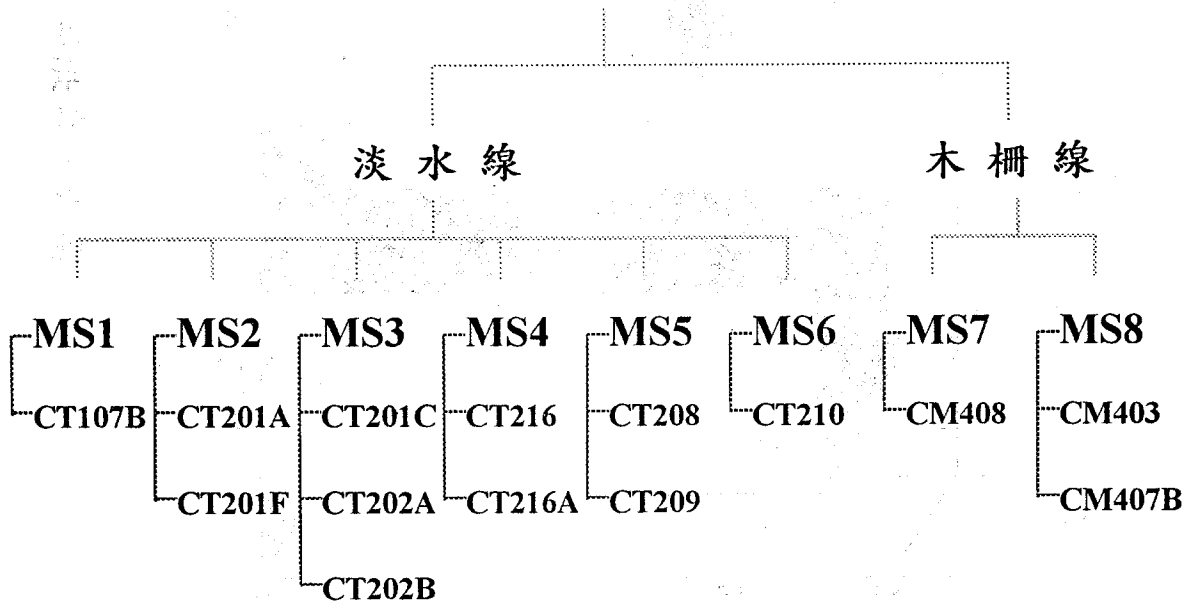 淡水線 木柵線
MS1 MS2 MS3 MS4 MS5 MS6 MS7 MS8
CT107B CT201A CT201C CT216 CT208 CT210 CM408 CM403
CT201F CT202A CT216A CT209 CM407B
CT202B